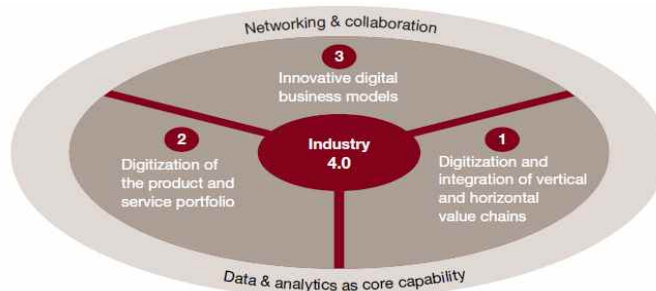 Networking & collaboration
3
Innovative digital
business models
Industry
4.0
2
Digitization of
the product and
service portfolio
1
Digitization and
integration of vertical
and horizontal
value chains
Data & analytics as core capability